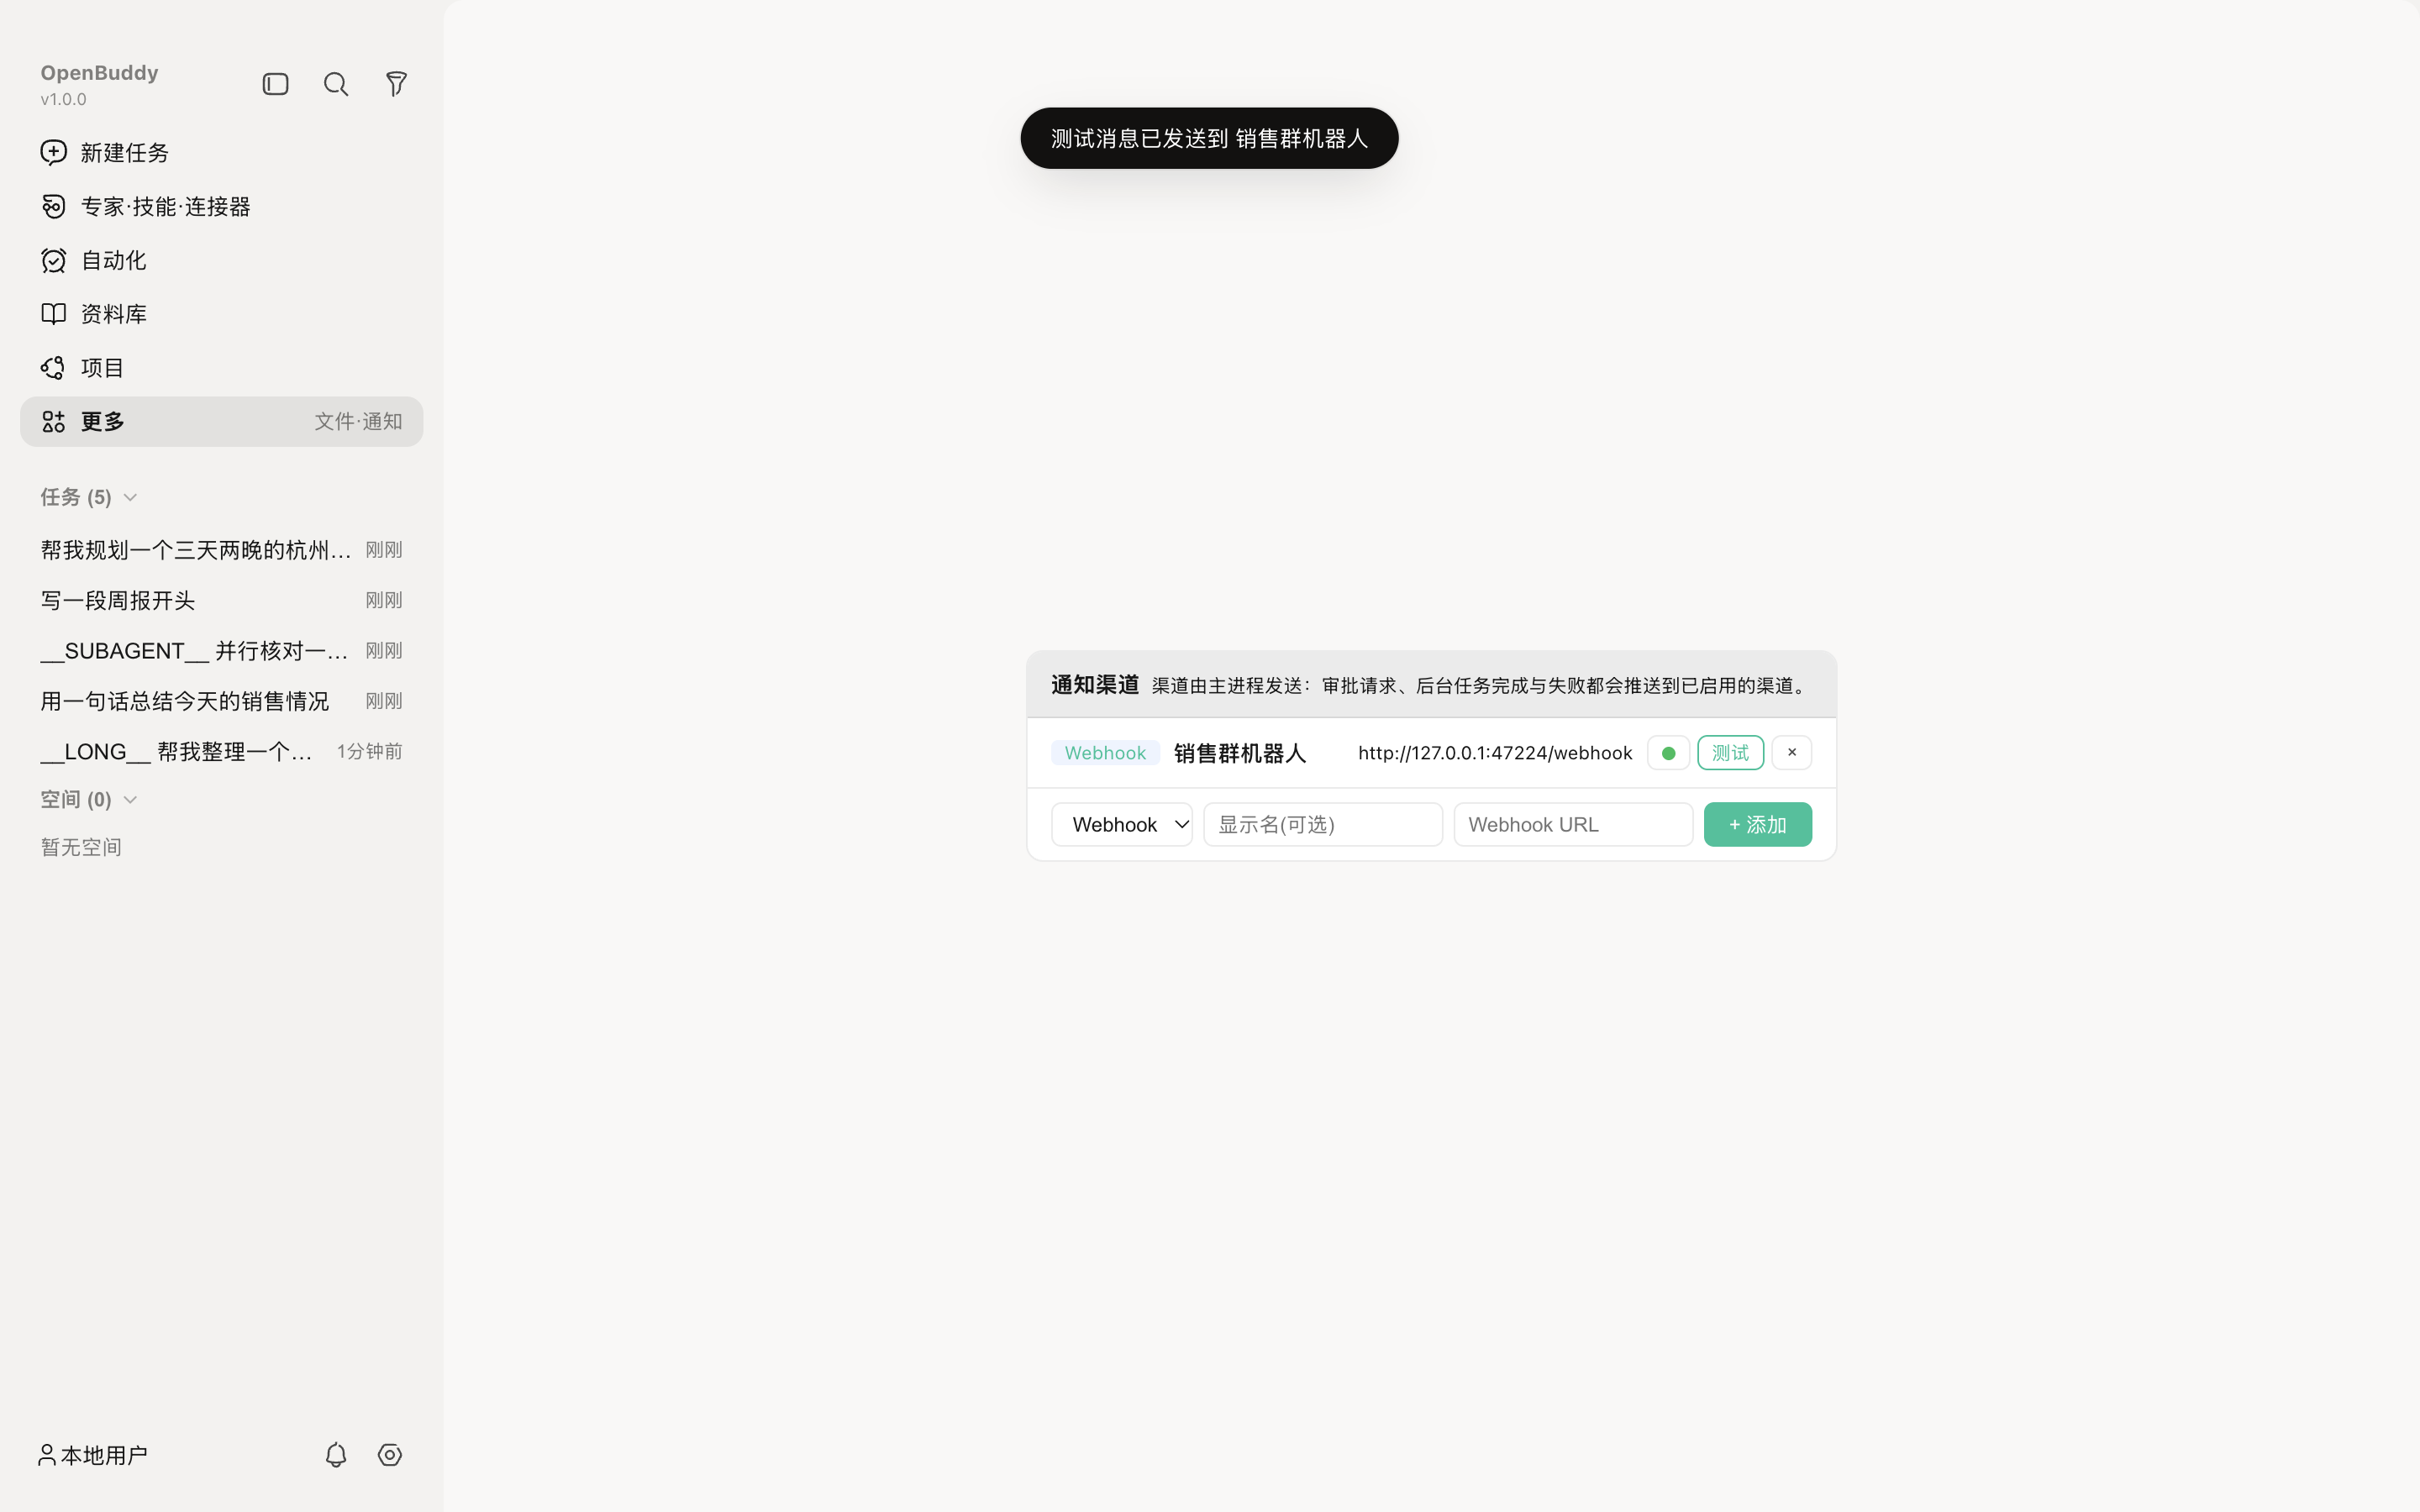 OpenBuddy
v1.0.0
新建任务
专家·技能·连接器
自动化
资料库
项目
更多 文件·通知
任务 (5)
帮我规划一个三天两晚的杭州… 刚刚
写一段周报开头 刚刚
__SUBAGENT__ 并行核对一… 刚刚
用一句话总结今天的销售情况 刚刚
__LONG__ 帮我整理一个… 1分钟前
空间 (0)
暂无空间
本地用户
测试消息已发送到 销售群机器人
通知渠道 渠道由主进程发送：审批请求、后台任务完成与失败都会推送到已启用的渠道。
Webhook 销售群机器人 http://127.0.0.1:47224/webhook 测试 ×
Webhook 显示名(可选) Webhook URL + 添加